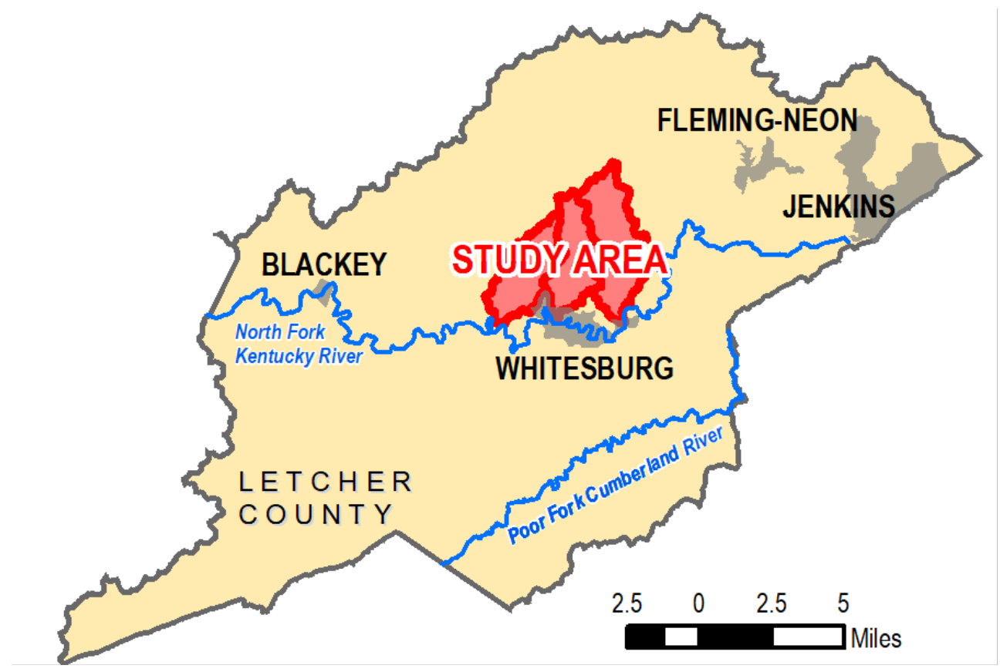 FLEMING-NEON
JENKINS
BLACKEY
STUDY AREA
North Fork
Kentucky River
WHITESBURG
LETCHER
COUNTY
Poor Fork Cumberland River
2.5 0 2.5 5
Miles